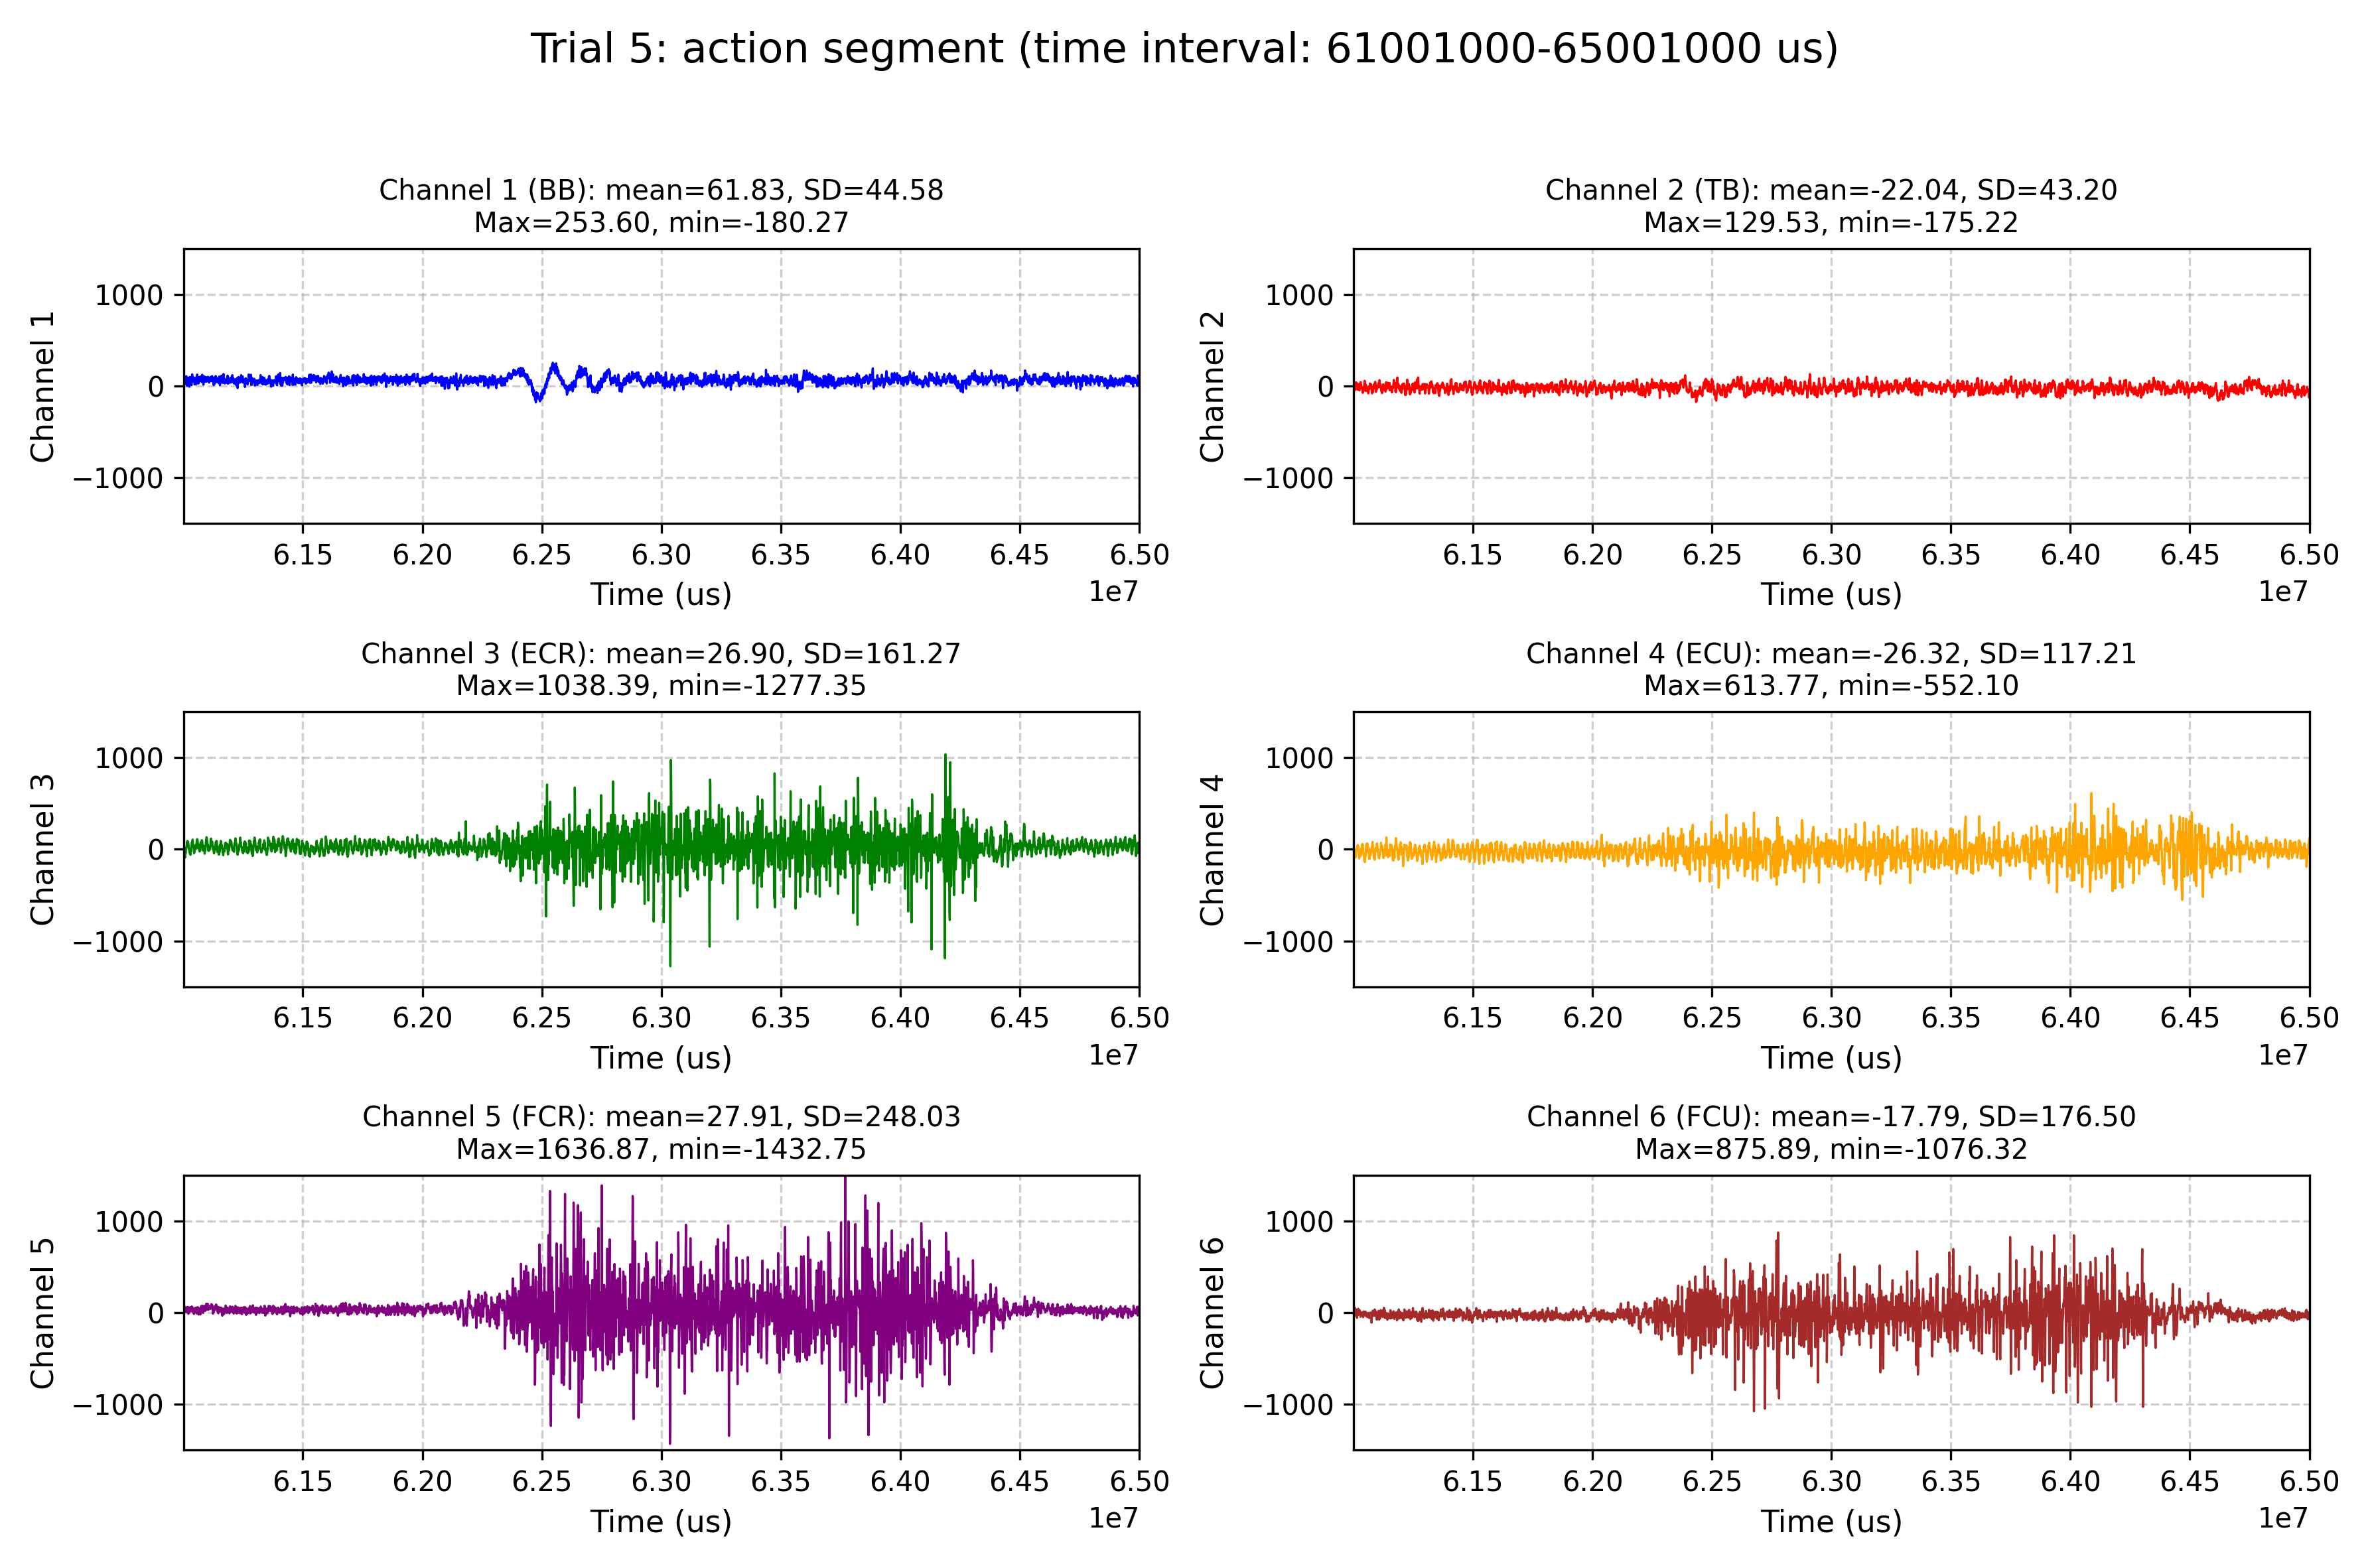 Trial 5: action segment (time interval: 61001000-65001000 us)
Channel 1 (BB): mean=61.83, SD=44.58
Max=253.60, min=-180.27
1000
0
−1000
Channel 1
6.15 6.20 6.25 6.30 6.35 6.40 6.45 6.50
1e7
Time (us)
Channel 2 (TB): mean=-22.04, SD=43.20
Max=129.53, min=-175.22
1000
0
−1000
Channel 2
6.15 6.20 6.25 6.30 6.35 6.40 6.45 6.50
1e7
Time (us)
Channel 3 (ECR): mean=26.90, SD=161.27
Max=1038.39, min=-1277.35
1000
0
−1000
Channel 3
6.15 6.20 6.25 6.30 6.35 6.40 6.45 6.50
1e7
Time (us)
Channel 4 (ECU): mean=-26.32, SD=117.21
Max=613.77, min=-552.10
1000
0
−1000
Channel 4
6.15 6.20 6.25 6.30 6.35 6.40 6.45 6.50
1e7
Time (us)
Channel 5 (FCR): mean=27.91, SD=248.03
Max=1636.87, min=-1432.75
1000
0
−1000
Channel 5
6.15 6.20 6.25 6.30 6.35 6.40 6.45 6.50
1e7
Time (us)
Channel 6 (FCU): mean=-17.79, SD=176.50
Max=875.89, min=-1076.32
1000
0
−1000
Channel 6
6.15 6.20 6.25 6.30 6.35 6.40 6.45 6.50
1e7
Time (us)